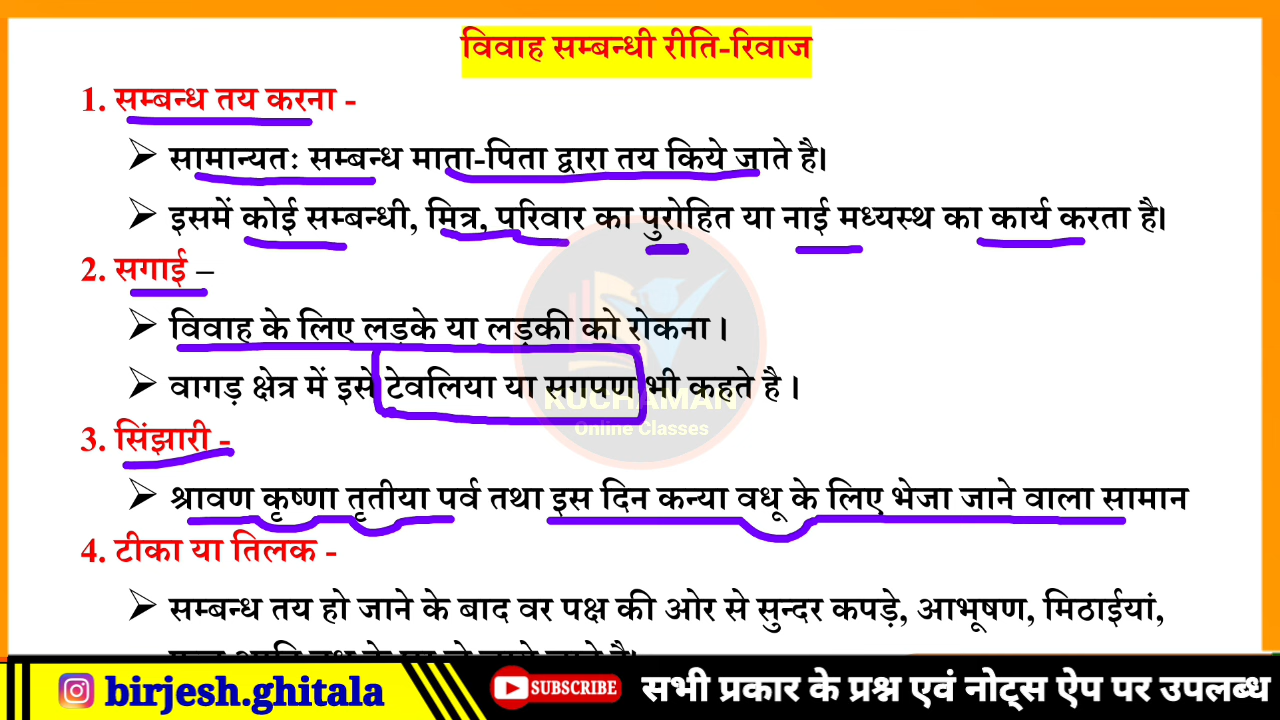 विवाह सम्बन्धी रीति-रिवाज
1. सम्बन्ध तय करना -
➢ सामान्यतः सम्बन्ध माता-पिता द्वारा तय किये जाते है।
➢ इसमें कोई सम्बन्धी, मित्र, परिवार का पुरोहित या नाई मध्यस्थ का कार्य करता है।
2. सगाई –
➢ विवाह के लिए लड़के या लड़की को रोकना ।
➢ वागड़ क्षेत्र में इसे टेवलिया या सगपण भी कहते है ।
KUCHAMAN
Online Classes
3. सिंझारी -
➢ श्रावण कृष्णा तृतीया पर्व तथा इस दिन कन्या वधू के लिए भेजा जाने वाला सामान
4. टीका या तिलक -
➢ सम्बन्ध तय हो जाने के बाद वर पक्ष की ओर से सुन्दर कपड़े, आभूषण, मिठाईयां,
birjesh.ghitala
SUBSCRIBE
सभी प्रकार के प्रश्न एवं नोट्स ऐप पर उपलब्ध